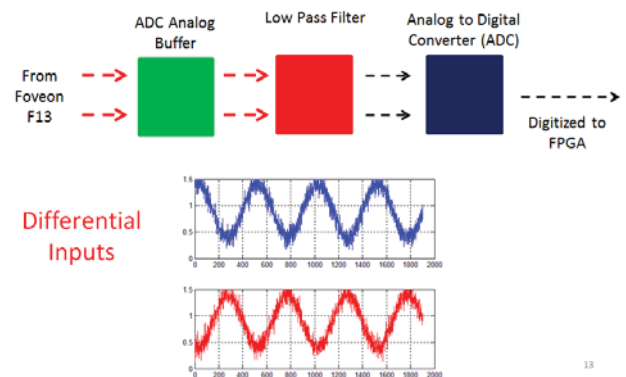 ADC Analog
Buffer
Low Pass Filter
Analog to Digital
Converter (ADC)
From
Foveon
F13
Digitized to
FPGA
Differential
Inputs
1.5
1
0.5
0
0 200 400 600 800 1000 1200 1400 1600 1800 2000
1.5
1
0.5
0
0 200 400 600 800 1000 1200 1400 1600 1800 2000
13